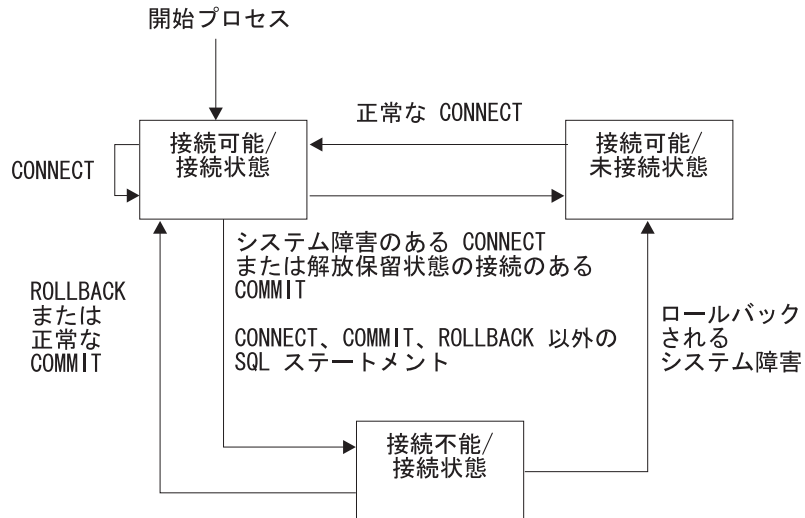 開始プロセス
正常な CONNECT
接続可能/
接続状態
接続可能/
未接続状態
CONNECT
システム障害のある CONNECT
または解放保留状態の接続のある
COMMIT
ROLLBACK
または
正常な
COMMIT
CONNECT、COMMIT、ROLLBACK 以外の
SQL ステートメント
ロールバック
される
システム障害
接続不能/
接続状態